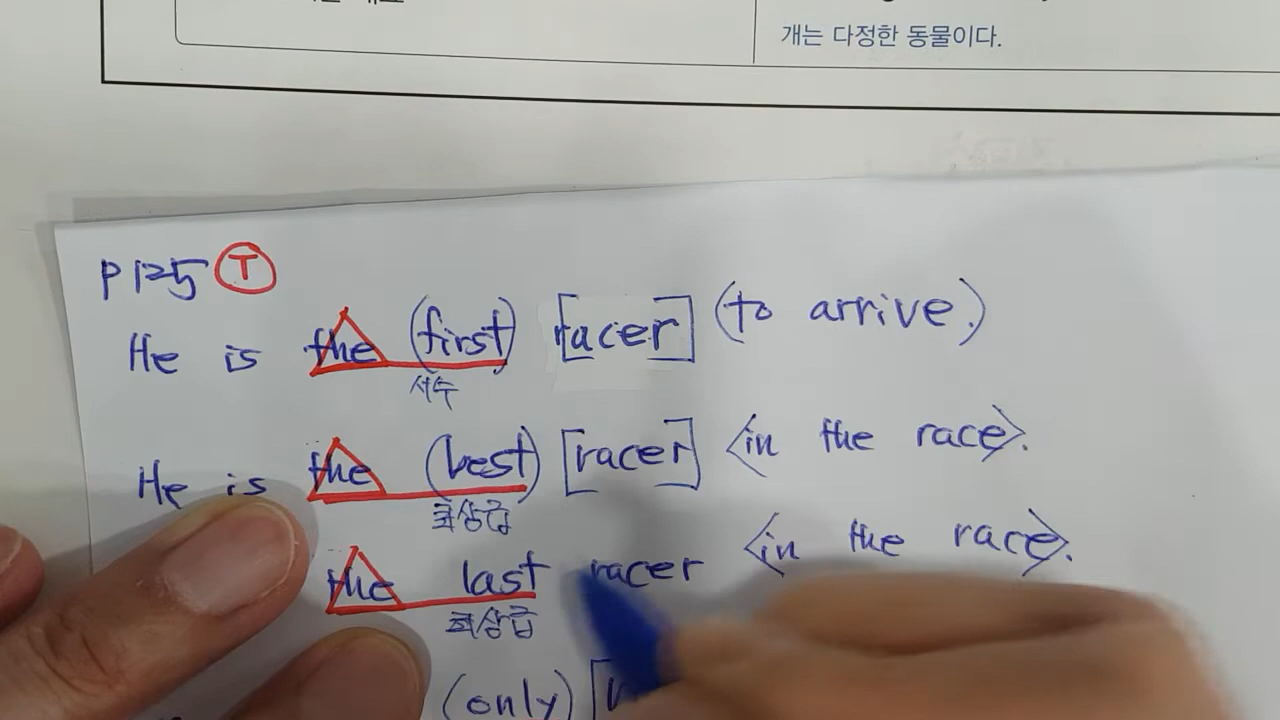 개는 다정한 동물이다.
P 125 T
He is the (first) [racer] (to arrive.)
서수
He is the (best) [racer] <in the race>.
최상급
the last racer <in the race>.
최상급
(only) [